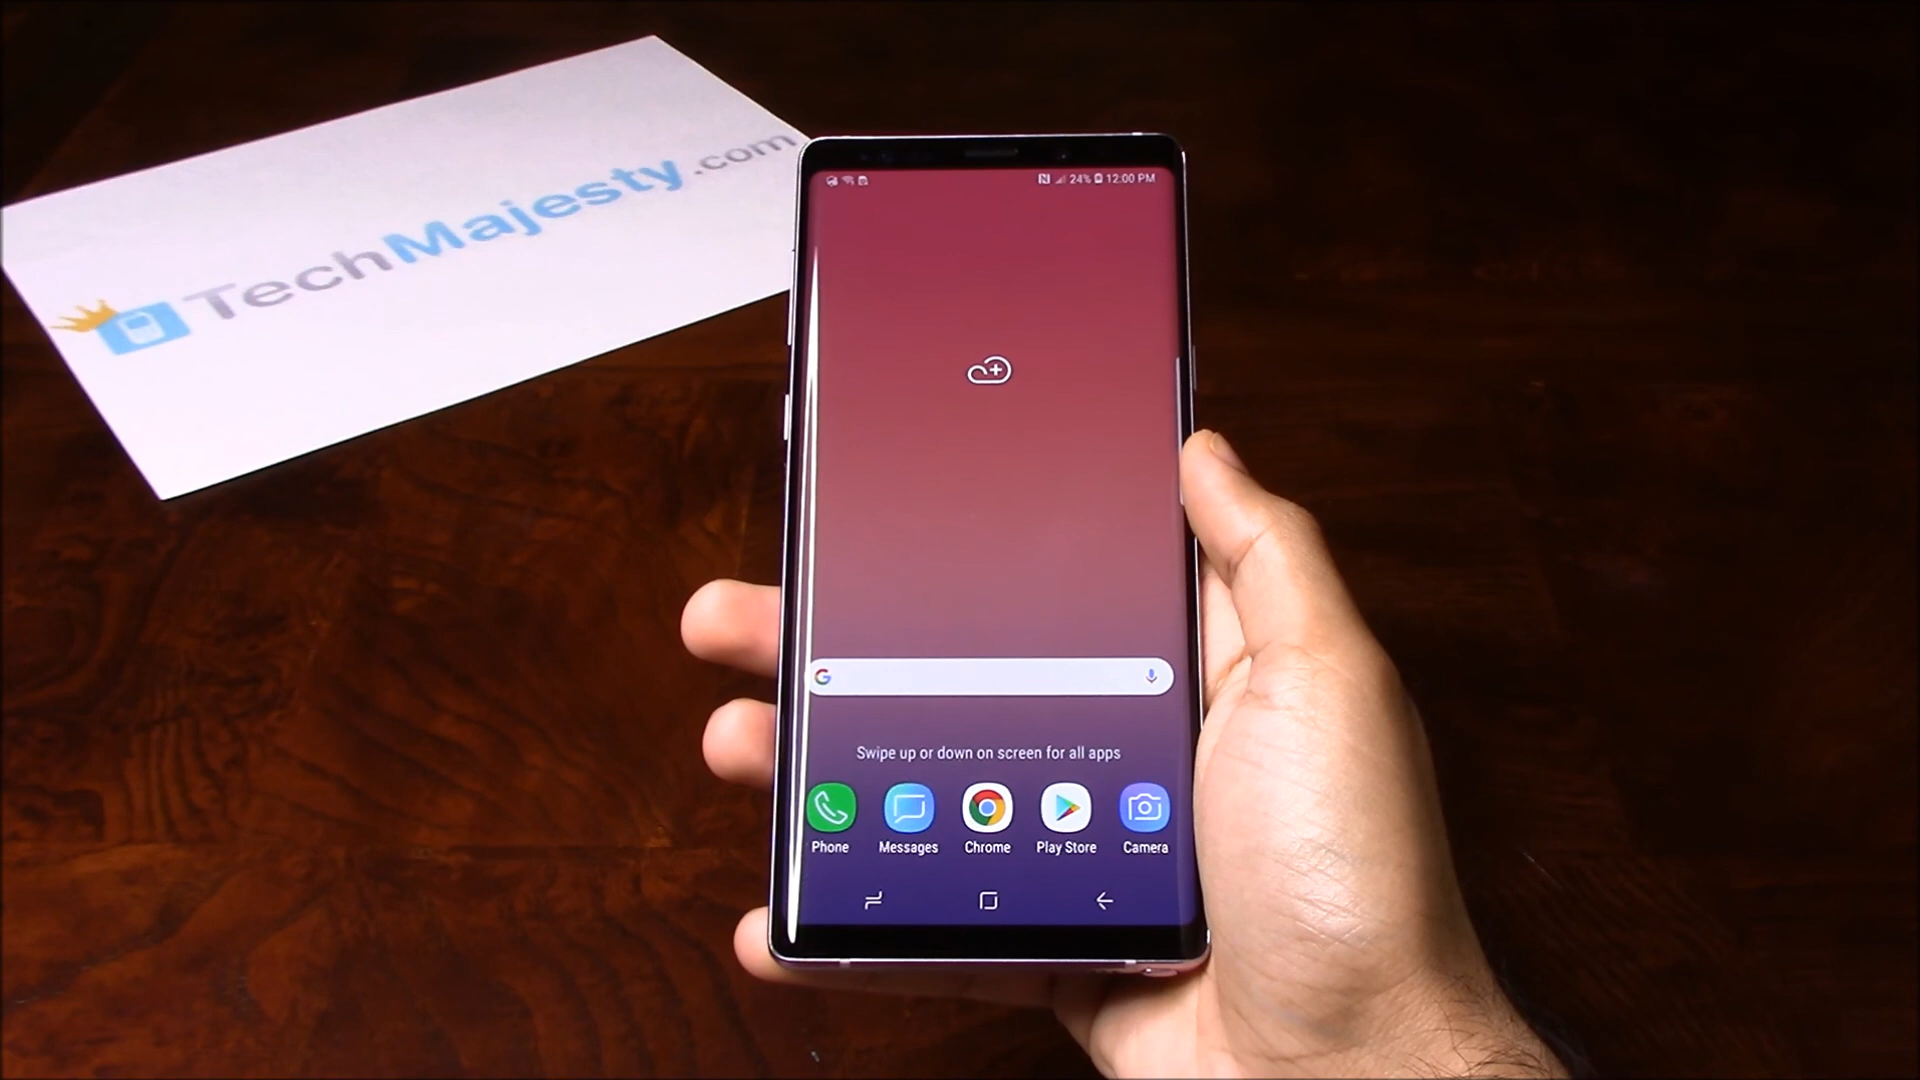 TechMajesty.com
24% 12:00 PM
Swipe up or down on screen for all apps
Phone Messages Chrome Play Store Camera